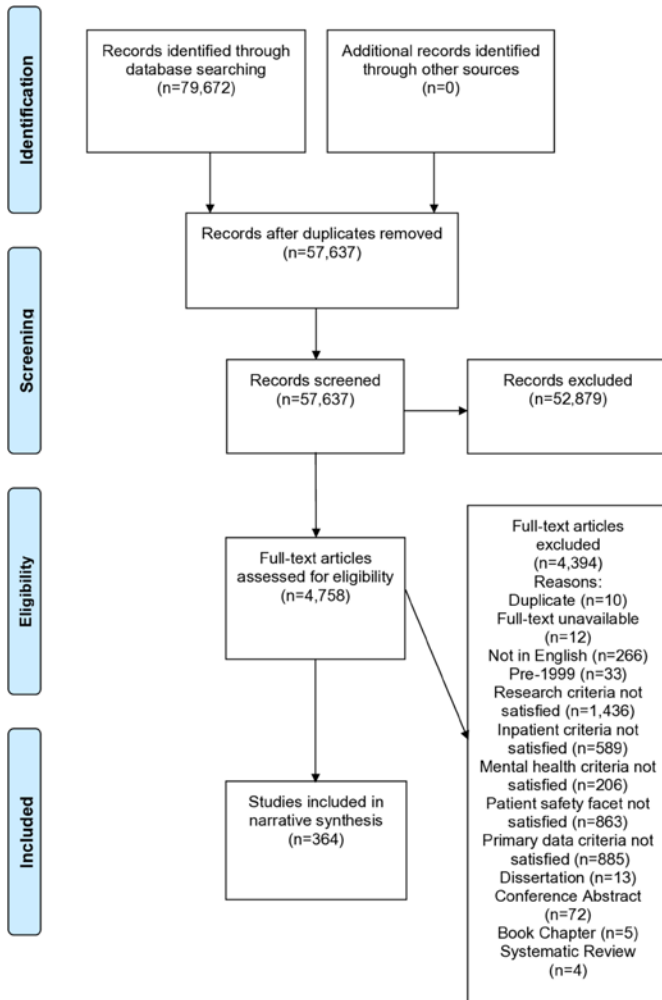 Identification
Records identified through
database searching
(n=79,672)
Additional records identified
through other sources
(n=0)
Records after duplicates removed
(n=57,637)
Screening
Records screened
(n=57,637)
Records excluded
(n=52,879)
Eligibility
Full-text articles
assessed for eligibility
(n=4,758)
Full-text articles
excluded
(n=4,394)
Reasons:
Duplicate (n=10)
Full-text unavailable
(n=12)
Not in English (n=266)
Pre-1999 (n=33)
Research criteria not
satisfied (n=1,436)
Inpatient criteria not
satisfied (n=589)
Mental health criteria not
satisfied (n=206)
Patient safety facet not
satisfied (n=863)
Primary data criteria not
satisfied (n=885)
Dissertation (n=13)
Conference Abstract
(n=72)
Book Chapter (n=5)
Systematic Review
(n=4)
Included
Studies included in
narrative synthesis
(n=364)